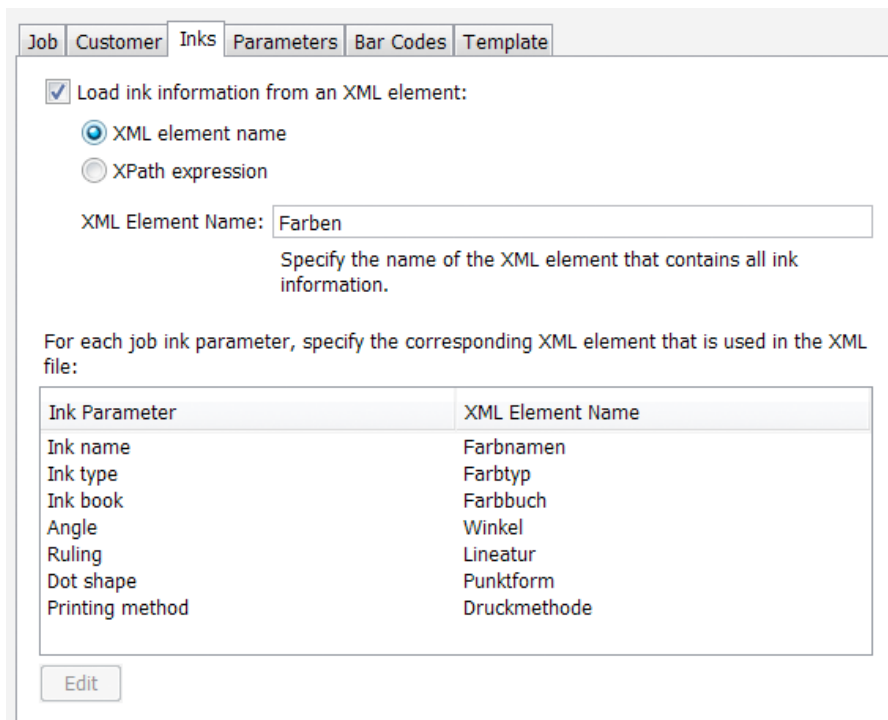 Job Customer Inks Parameters Bar Codes Template
Load ink information from an XML element:
XML element name
XPath expression
XML Element Name: Farben
Specify the name of the XML element that contains all ink
information.
For each job ink parameter, specify the corresponding XML element that is used in the XML
file:
Ink Parameter XML Element Name
Ink name Farbnamen
Ink type Farbtyp
Ink book Farbbuch
Angle Winkel
Ruling Lineatur
Dot shape Punktform
Printing method Druckmethode
Edit